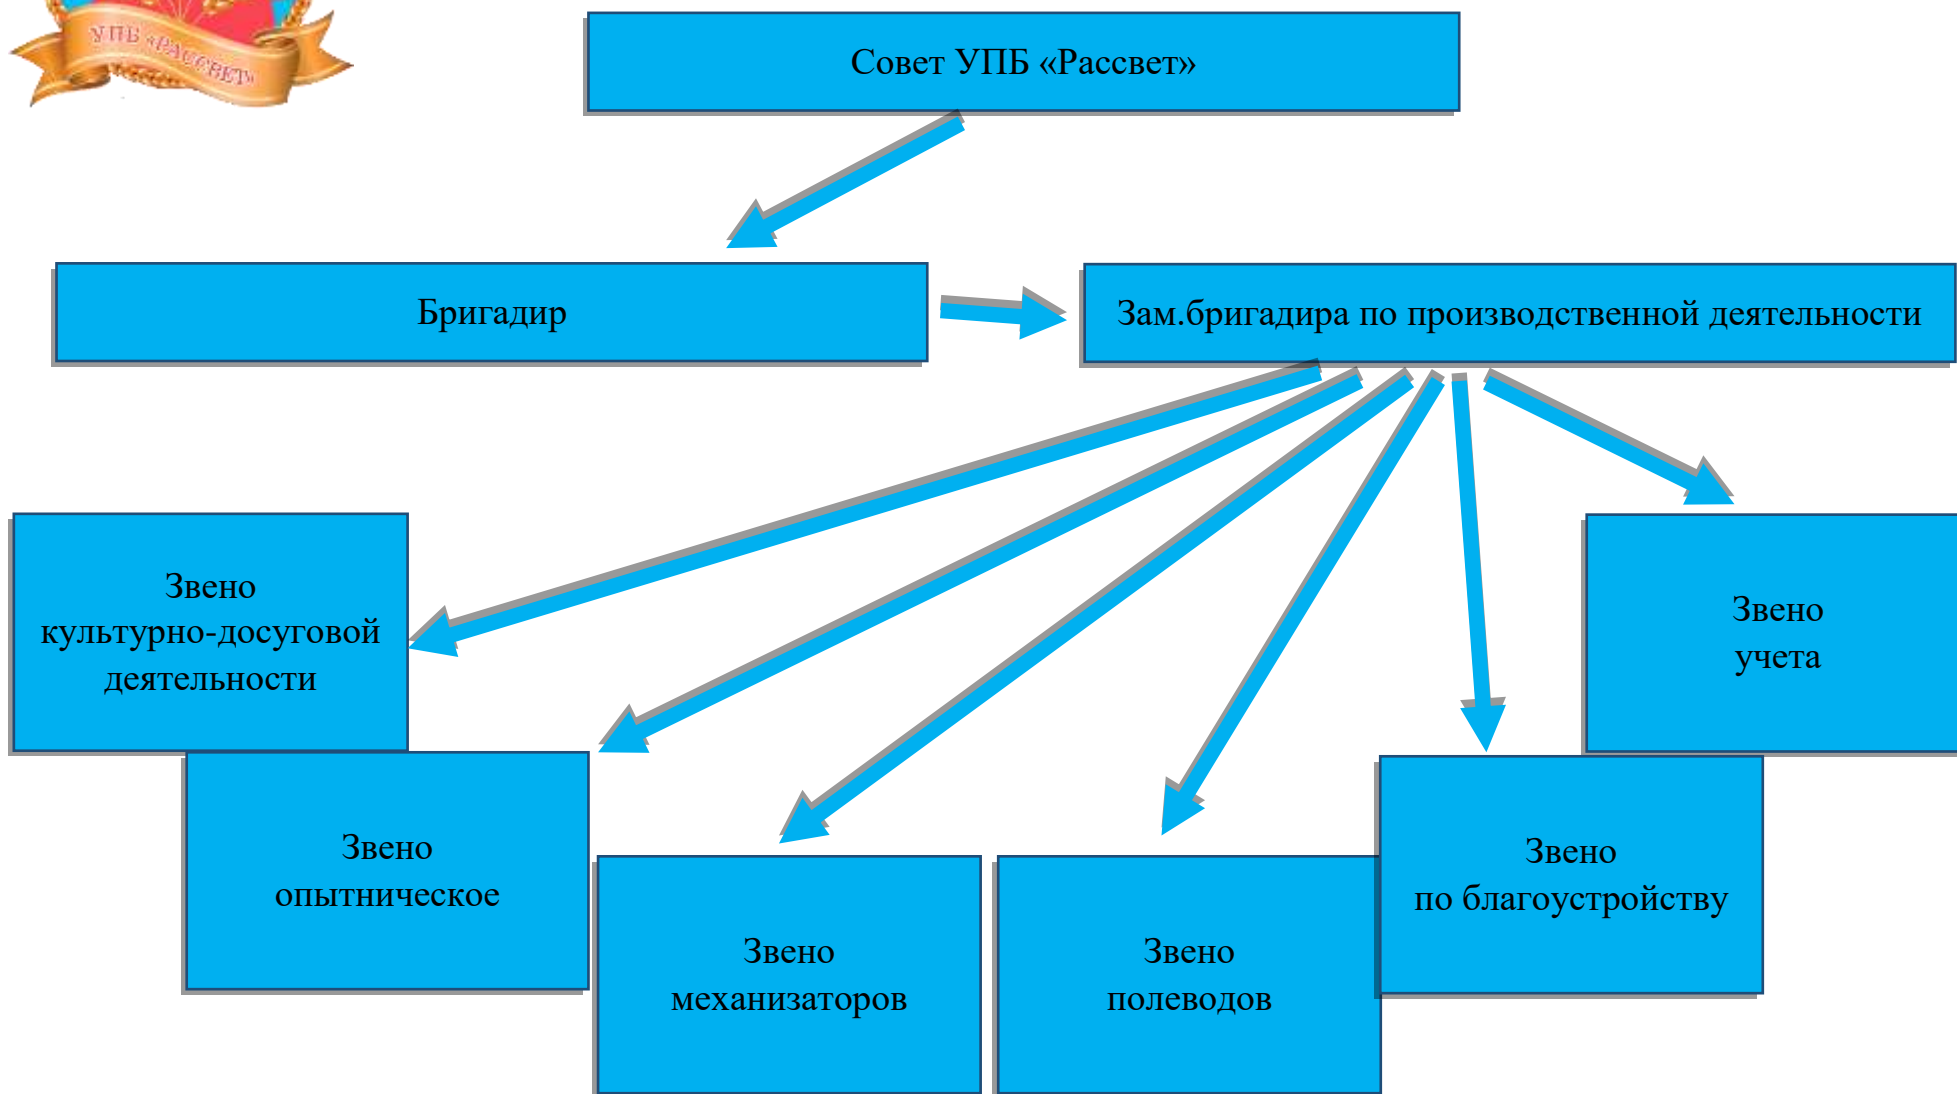 УПБ «РАССВЕТ»
Совет УПБ «Рассвет»
Бригадир
Зам.бригадира по производственной деятельности
Звено
культурно-досуговой
деятельности
Звено
опытническое
Звено
механизаторов
Звено
полеводов
Звено
по благоустройству
Звено
учета